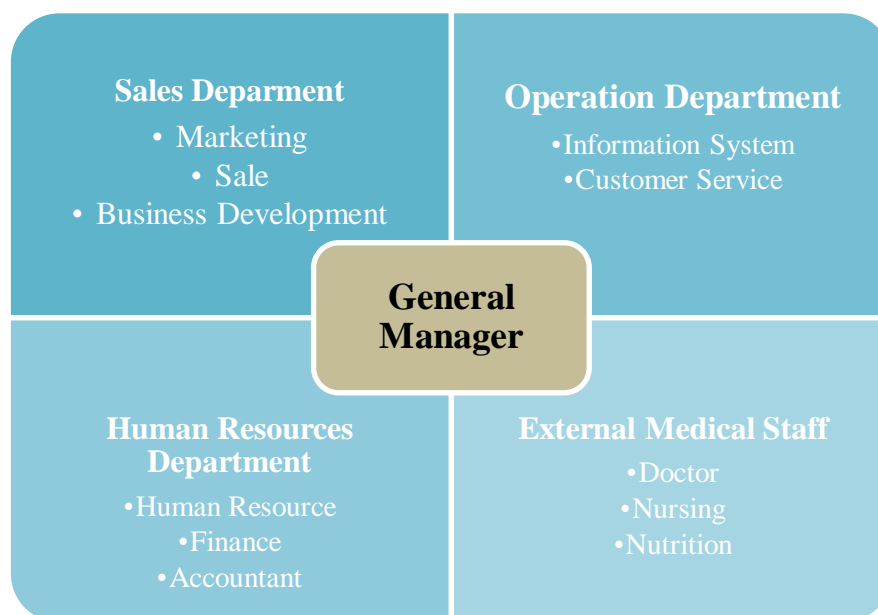 Sales Deparment
• Marketing
• Sale
• Business Development
Operation Department
•Information System
•Customer Service
General
Manager
Human Resources
Department
•Human Resource
•Finance
•Accountant
External Medical Staff
•Doctor
•Nursing
•Nutrition